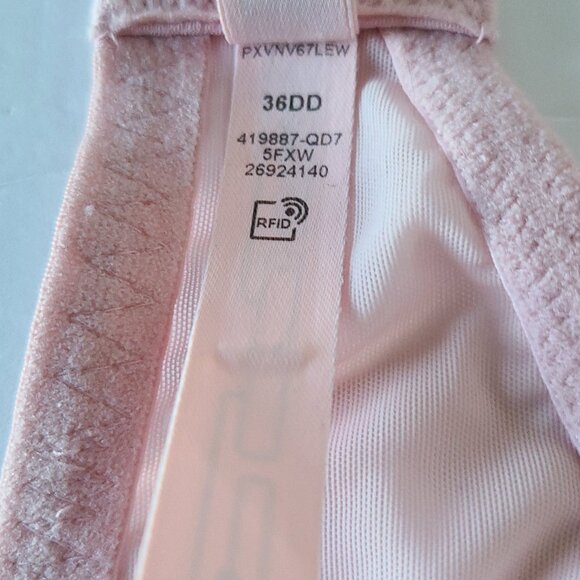 PXVNV67LEW
36DD
419887-QD7
5FXW
26924140
RFID